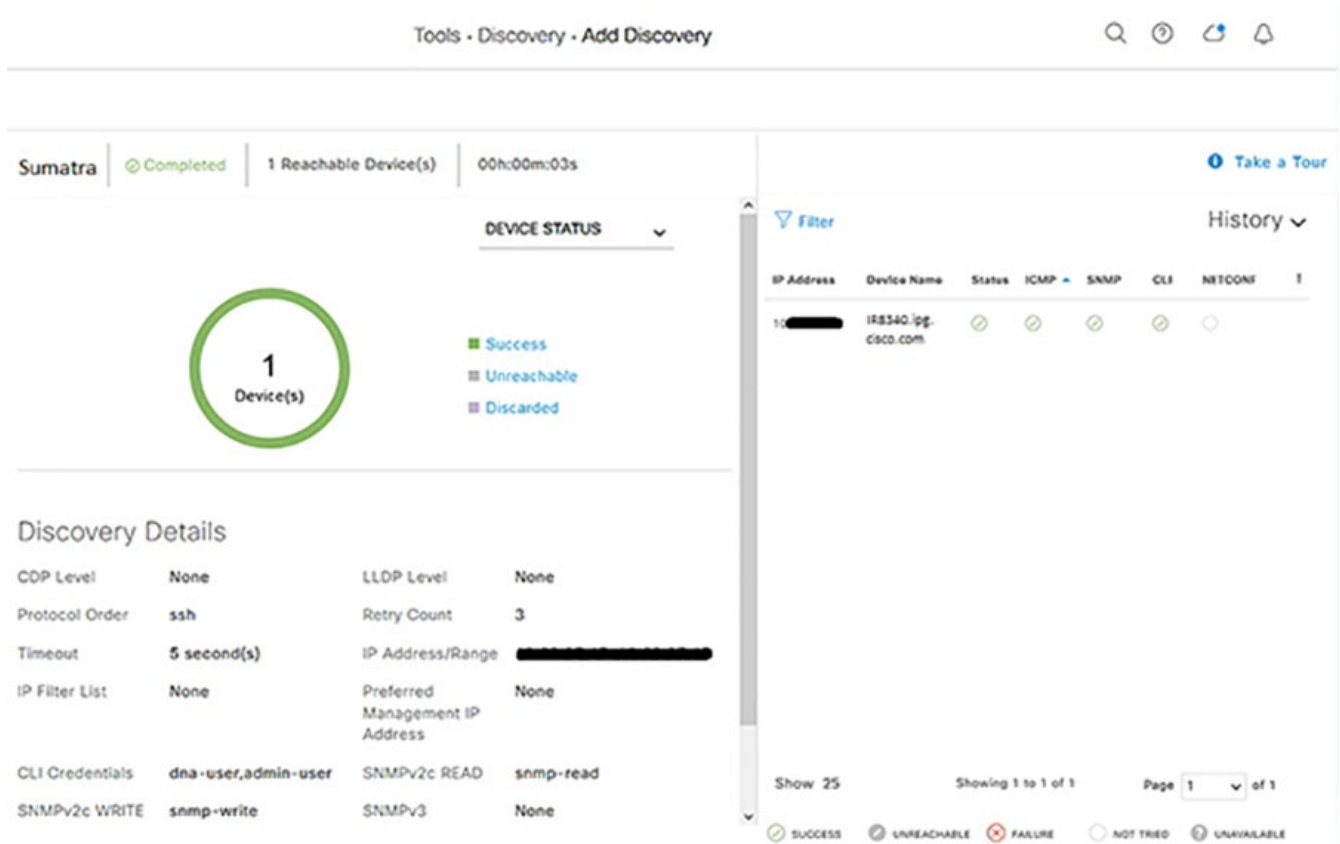 Tools · Discovery · Add Discovery
Sumatra
Completed
1 Reachable Device(s)
00h:00m:03s
Take a Tour
DEVICE STATUS
1
Device(s)
Success
Unreachable
Discarded
Filter
History
IP Address Device Name Status ICMP SNMP CLI NETCONF
10
IR8340.ipg.
cisco.com
Discovery Details
CDP Level None LLDP Level None
Protocol Order ssh Retry Count 3
Timeout 5 second(s) IP Address/Range
IP Filter List None Preferred None
Management IP
Address
CLI Credentials dna-user,admin-user SNMPv2c READ snmp-read
SNMPv2c WRITE snmp-write SNMPv3 None
Show 25 Showing 1 to 1 of 1 Page 1 of 1
SUCCESS UNREACHABLE FAILURE NOT TRIED UNAVAILABLE